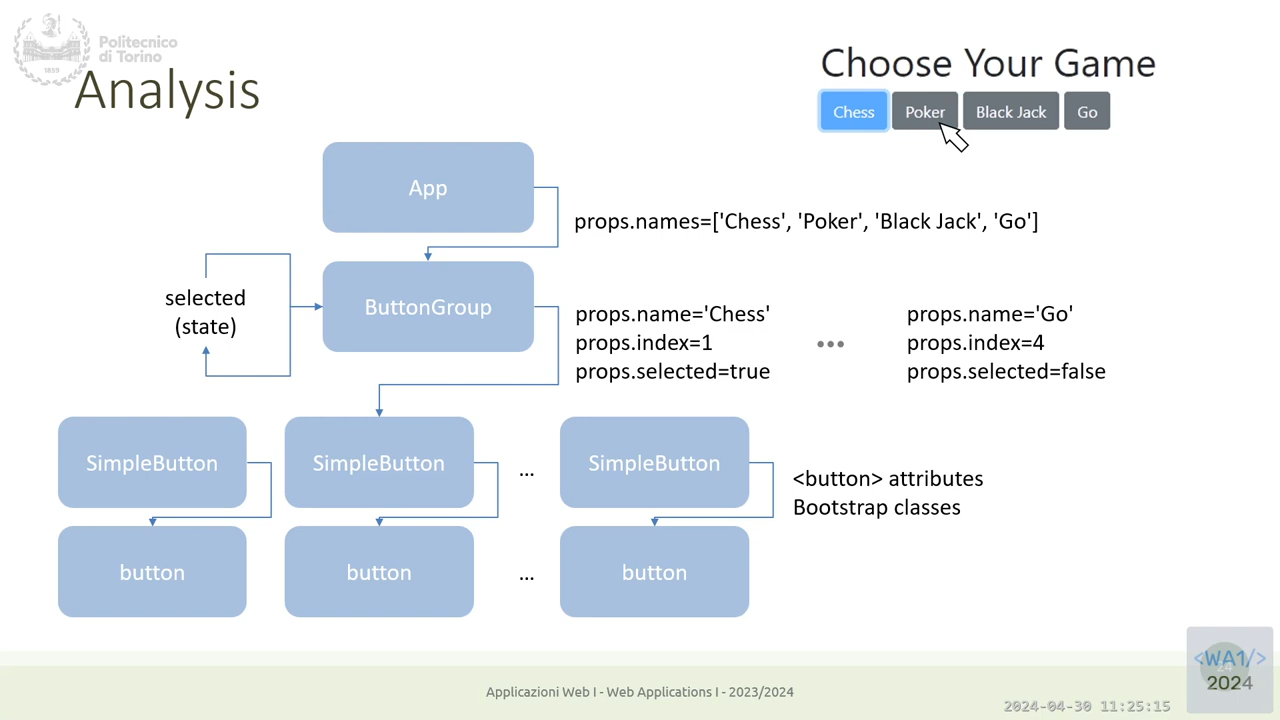 Politecnico
di Torino
1859
Analysis
Choose Your Game
Chess
Poker
Black Jack
Go
App
props.names=['Chess', 'Poker', 'Black Jack', 'Go']
selected
(state)
ButtonGroup
props.name='Chess'
props.index=1
props.selected=true
•••
props.name='Go'
props.index=4
props.selected=false
SimpleButton
SimpleButton
...
SimpleButton
<button> attributes
Bootstrap classes
button
button
...
button
Applicazioni Web I - Web Applications I - 2023/2024
<WA1/>
2024
2024-04-30 11:25:15